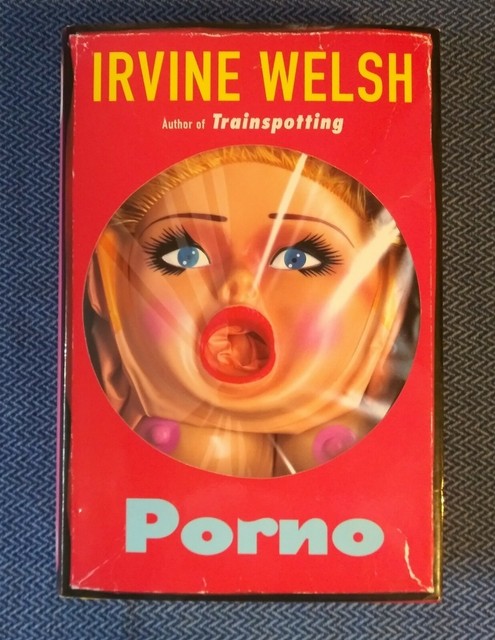 IRVINE WELSH
Author of Trainspotting
Porno